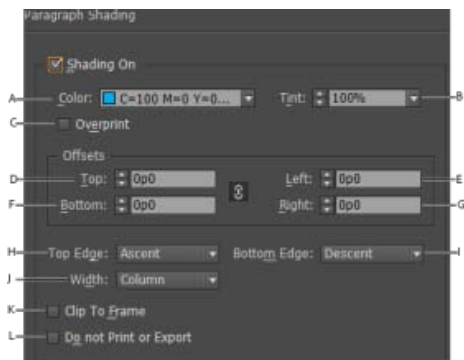 Paragraph Shading
Shading On
A Color: C=100 M=0 Y=0... Tint: 100% B
C Overprint
Offsets
D Top: 0p0 Left: 0p0 E
F Bottom: 0p0 Right: 0p0 G
H Top Edge: Ascent Bottom Edge: Descent I
J Width: Column
K Clip To Frame
L Do not Print or Export